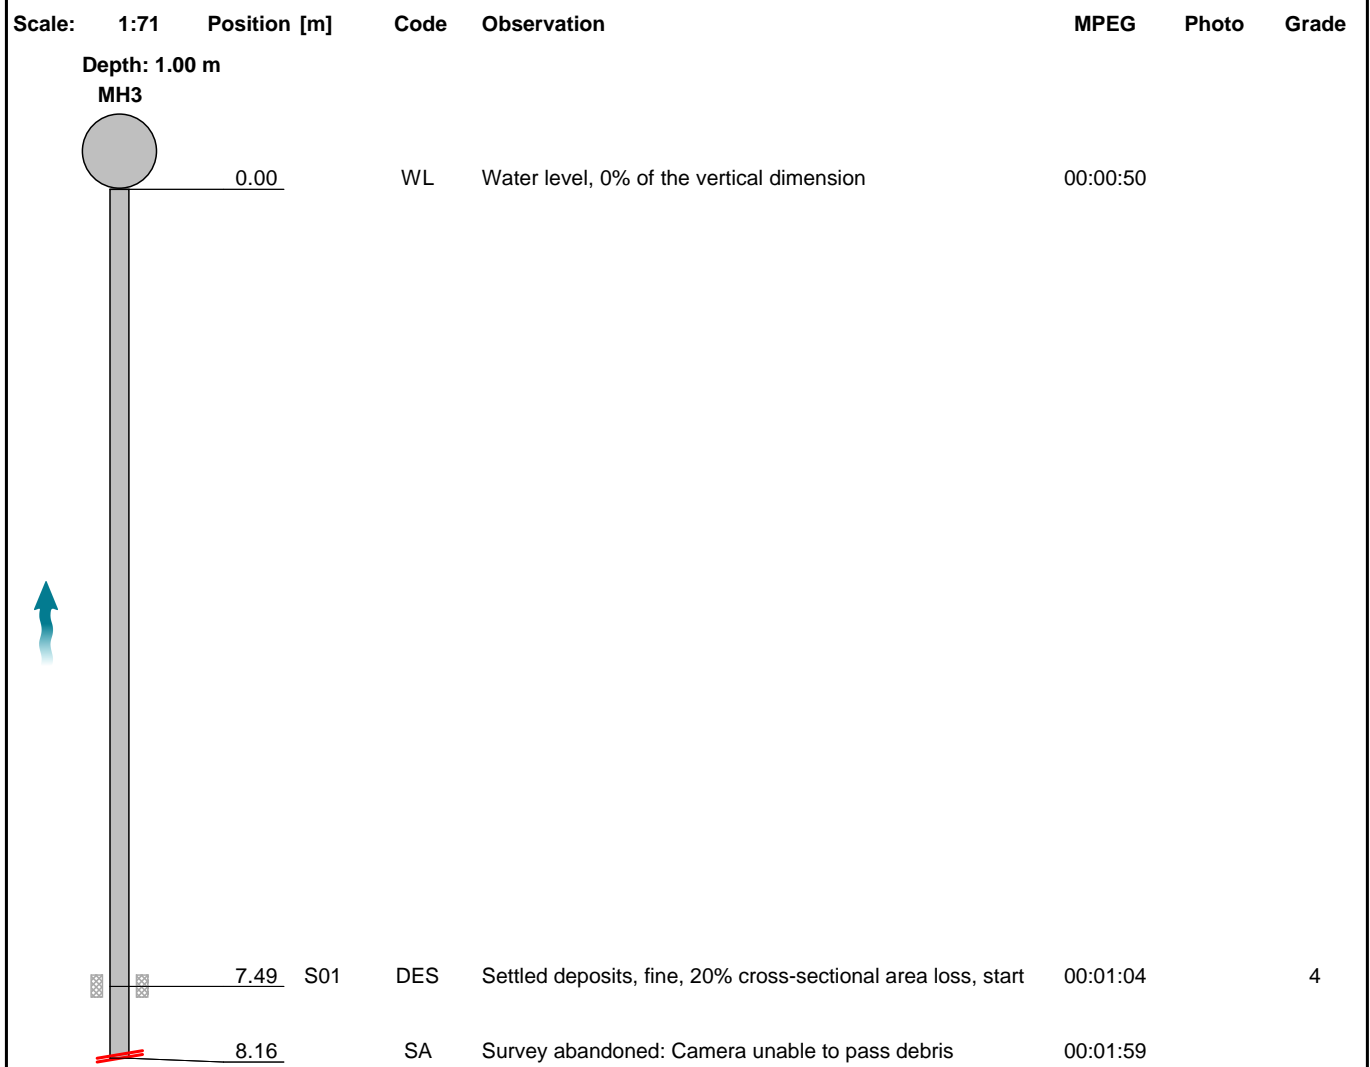 Scale: 1:71 Position [m] Code Observation MPEG Photo Grade
Depth: 1.00 m
MH3
0.00 WL Water level, 0% of the vertical dimension 00:00:50
7.49 S01 DES Settled deposits, fine, 20% cross-sectional area loss, start 00:01:04 4
8.16 SA Survey abandoned: Camera unable to pass debris 00:01:59